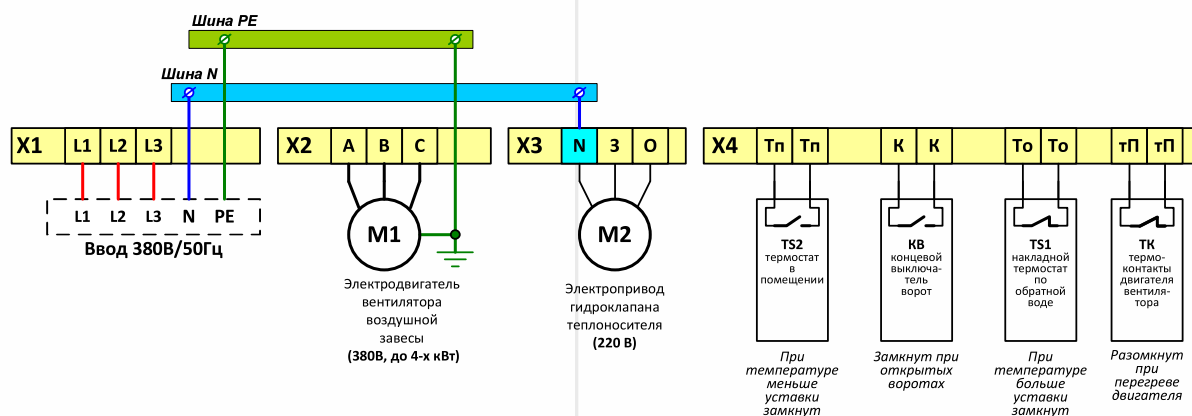 Шина PE
Шина N
X1 L1 L2 L3
X2 A B C
X3 N З О
X4 Тп Тп К К То То тП тП
L1 L2 L3 N PE
Ввод 380В/50Гц
M1
Электродвигатель
вентилятора
воздушной
завесы
(380В, до 4-х кВт)
M2
Электропривод
гидроклапана
теплоносителя
(220 В)
TS2
термостат
в
помещении
КВ
концевой
выключа-
тель
ворот
TS1
накладной
термостат
по
обратной
воде
ТК
термо-
контакты
двигателя
вентиля-
тора
При
температуре
меньше
уставки
замкнут
Замкнут при
открытых
воротах
При
температуре
больше
уставки
замкнут
Разомкнут
при
перегреве
двигателя